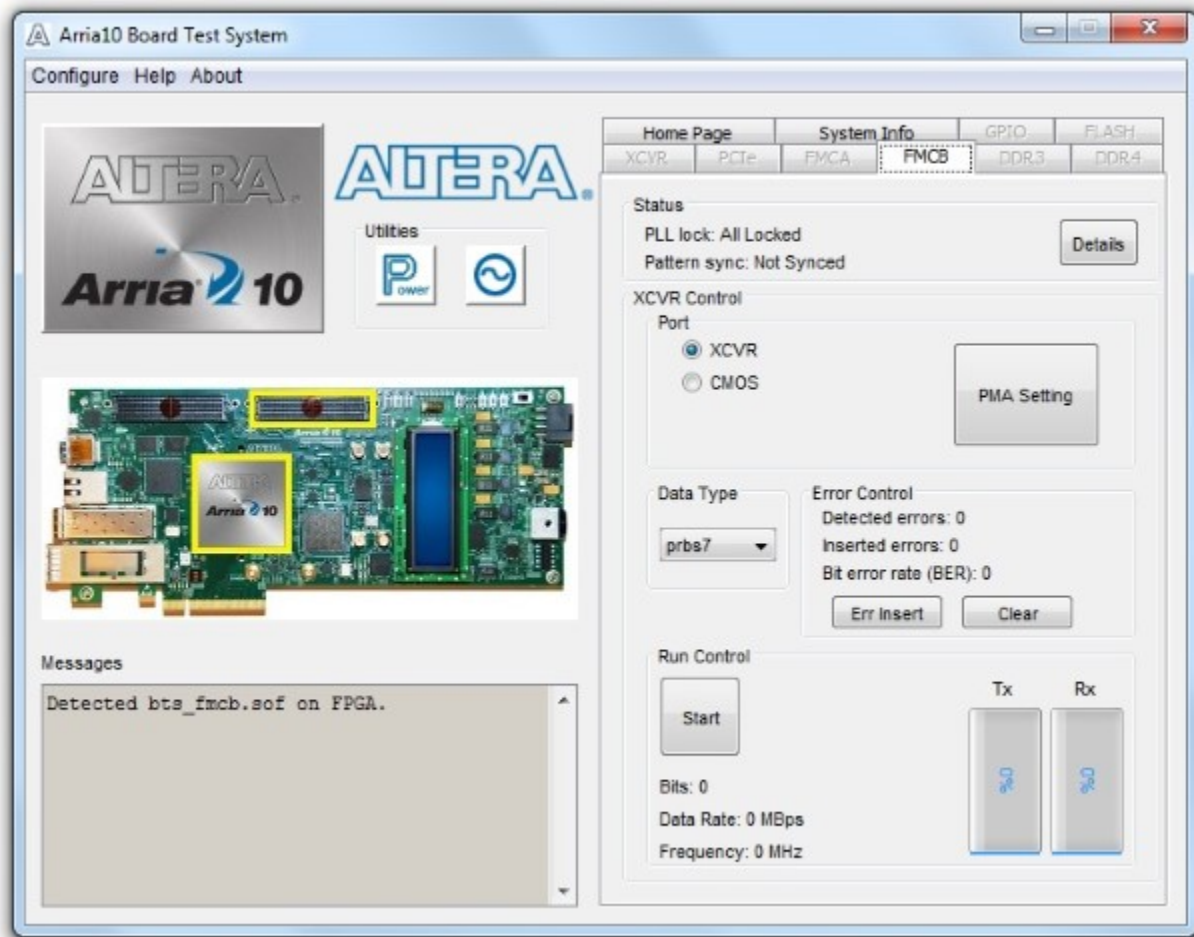 Arria10 Board Test System
Configure Help About
ALTERA®
Arria® 10
ALTERA®
Utilities
Power
Home Page System Info GPIO FLASH
XCVR PCIe FMCA FMCB DDR3 DDR4
Status
PLL lock: All Locked
Pattern sync: Not Synced
Details
XCVR Control
Port
XCVR
CMOS
PMA Setting
ALTERA
Arria 10
Data Type
prbs7
Error Control
Detected errors: 0
Inserted errors: 0
Bit error rate (BER): 0
Err Insert Clear
Messages
Detected bts_fmcb.sof on FPGA.
Run Control
Start
Tx Rx
0% 0%
Bits: 0
Data Rate: 0 MBps
Frequency: 0 MHz